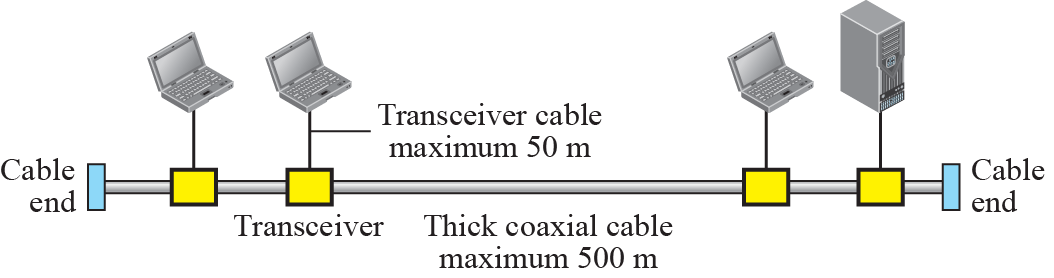 Transceiver cable
maximum 50 m
Cable
end
Cable
end
Transceiver
Thick coaxial cable
maximum 500 m